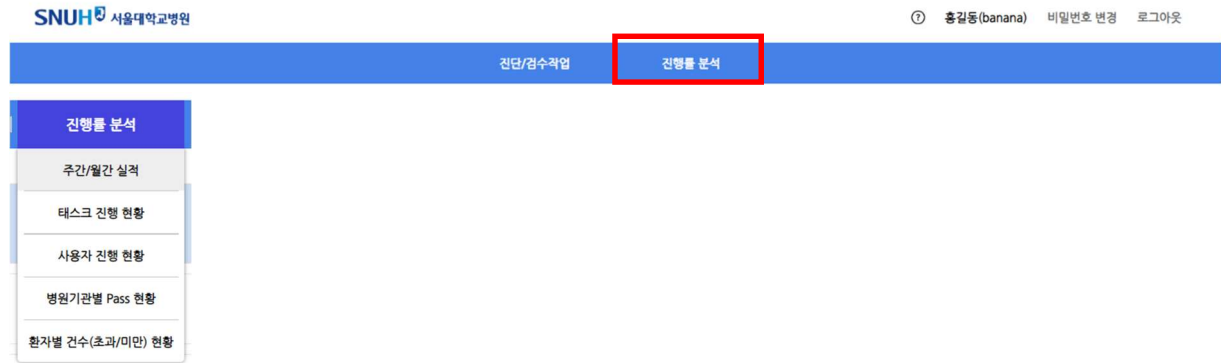 SNUH 서울대학교병원
홍길동(banana) 비밀번호 변경 로그아웃
진단/검수작업 진행률 분석
진행률 분석
주간/월간 실적
태스크 진행 현황
사용자 진행 현황
병원기관별 Pass 현황
환자별 건수(초과/미만) 현황